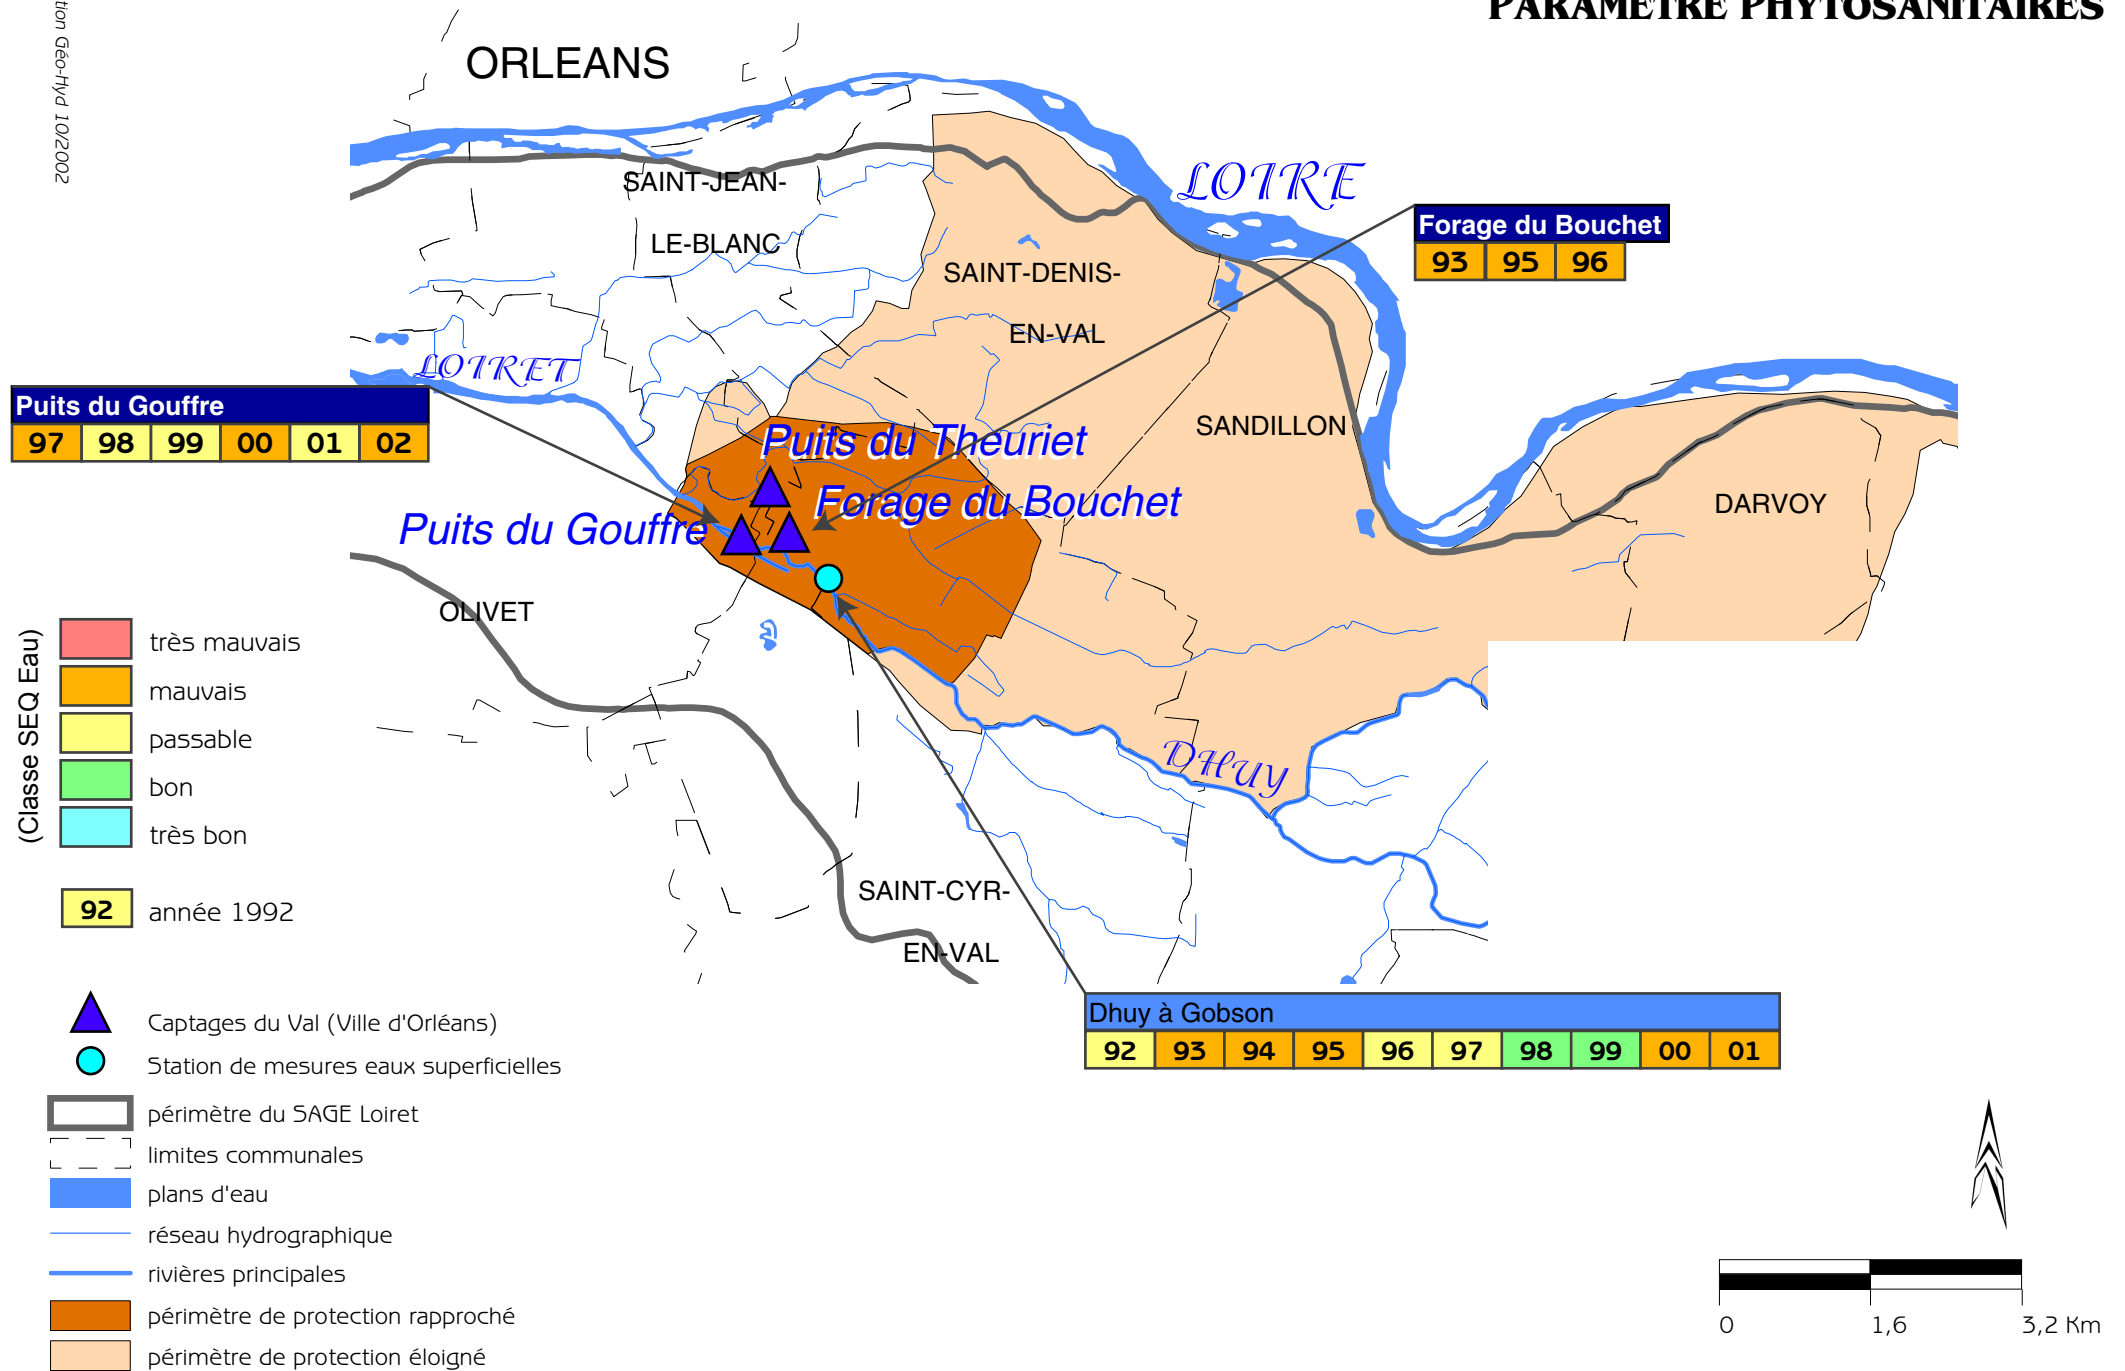 PARAMETRE PHYTOSANITAIRES
tion Géo-Hyd 10/2002
ORLEANS
SAINT-JEAN-
LE-BLANC
LOIRE
Forage du Bouchet
93 95 96
SAINT-DENIS-
EN-VAL
LOIRET
Puits du Gouffre
97 98 99 00 01 02
SANDILLON
Puits du Theuriet
Forage du Bouchet
Puits du Gouffre
DARVOY
OLIVET
(Classe SEQ Eau)
très mauvais
mauvais
passable
bon
très bon
92 année 1992
DHUY
SAINT-CYR-
EN-VAL
Dhuy à Gobson
92 93 94 95 96 97 98 99 00 01
Captages du Val (Ville d'Orléans)
Station de mesures eaux superficielles
périmètre du SAGE Loiret
limites communales
plans d'eau
réseau hydrographique
rivières principales
périmètre de protection rapproché
périmètre de protection éloigné
0 1,6 3,2 Km